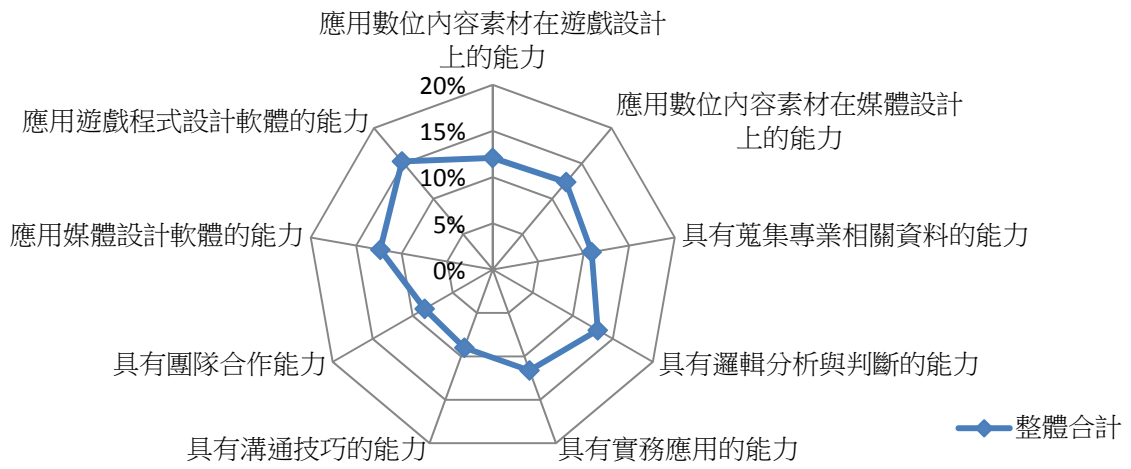 應用數位內容素材在遊戲設計
上的能力
應用數位內容素材在媒體設計
上的能力
具有蒐集專業相關資料的能力
具有邏輯分析與判斷的能力
具有實務應用的能力
具有溝通技巧的能力
具有團隊合作能力
應用媒體設計軟體的能力
應用遊戲程式設計軟體的能力
20%
15%
10%
5%
0%
整體合計